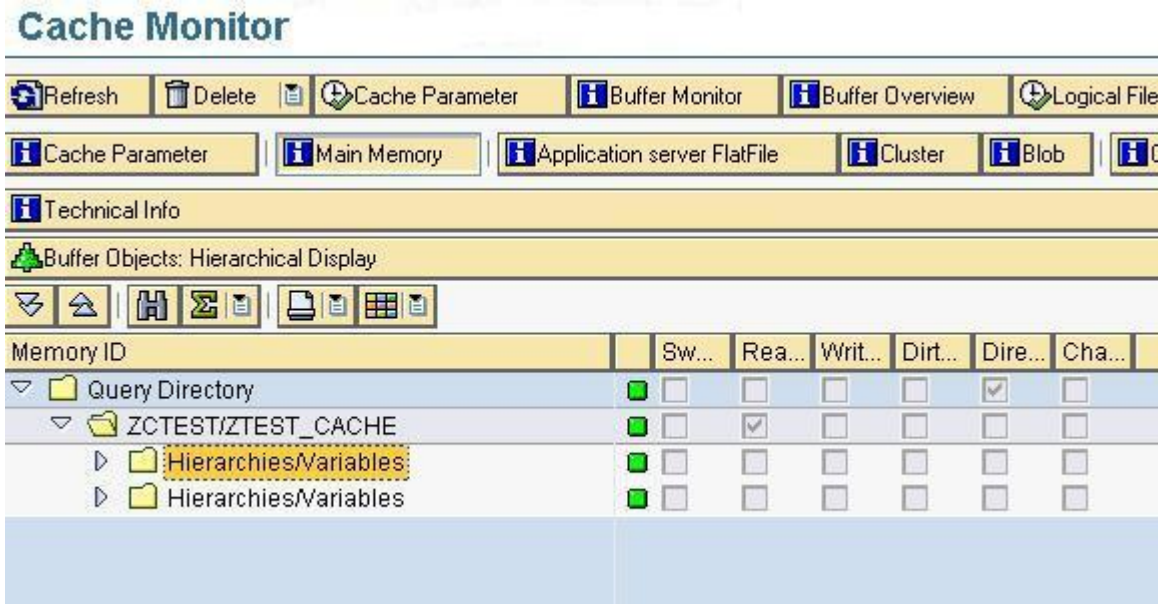 Cache Monitor
Refresh Delete Cache Parameter Buffer Monitor Buffer Overview Logical File
Cache Parameter Main Memory Application server FlatFile Cluster Blob
Technical Info
Buffer Objects: Hierarchical Display
Memory ID Sw... Rea... Writ... Dirt... Dire... Cha...
Query Directory
ZCTEST/ZTEST_CACHE
Hierarchies/Variables
Hierarchies/Variables